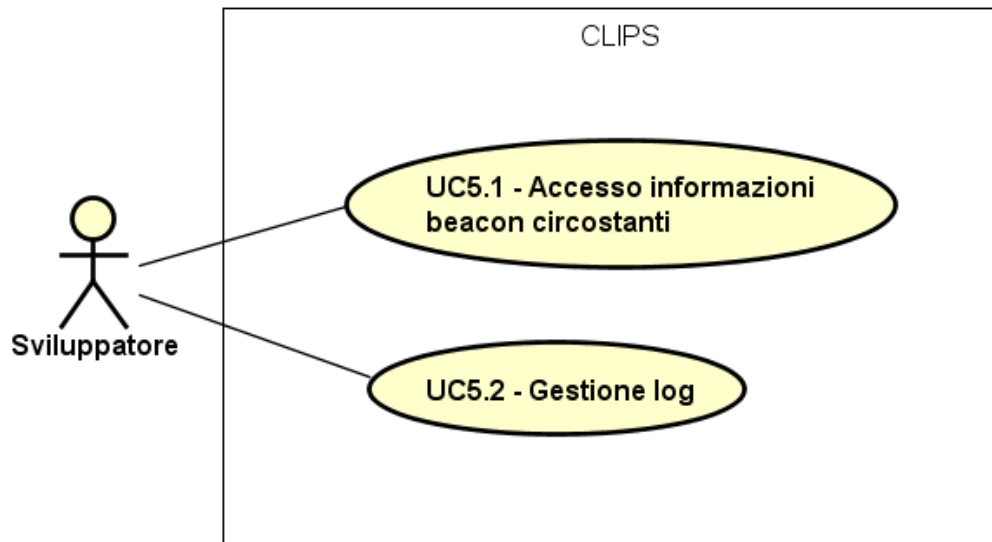 CLIPS
UC5.1 - Accesso informazioni
beacon circostanti
Sviluppatore
UC5.2 - Gestione log